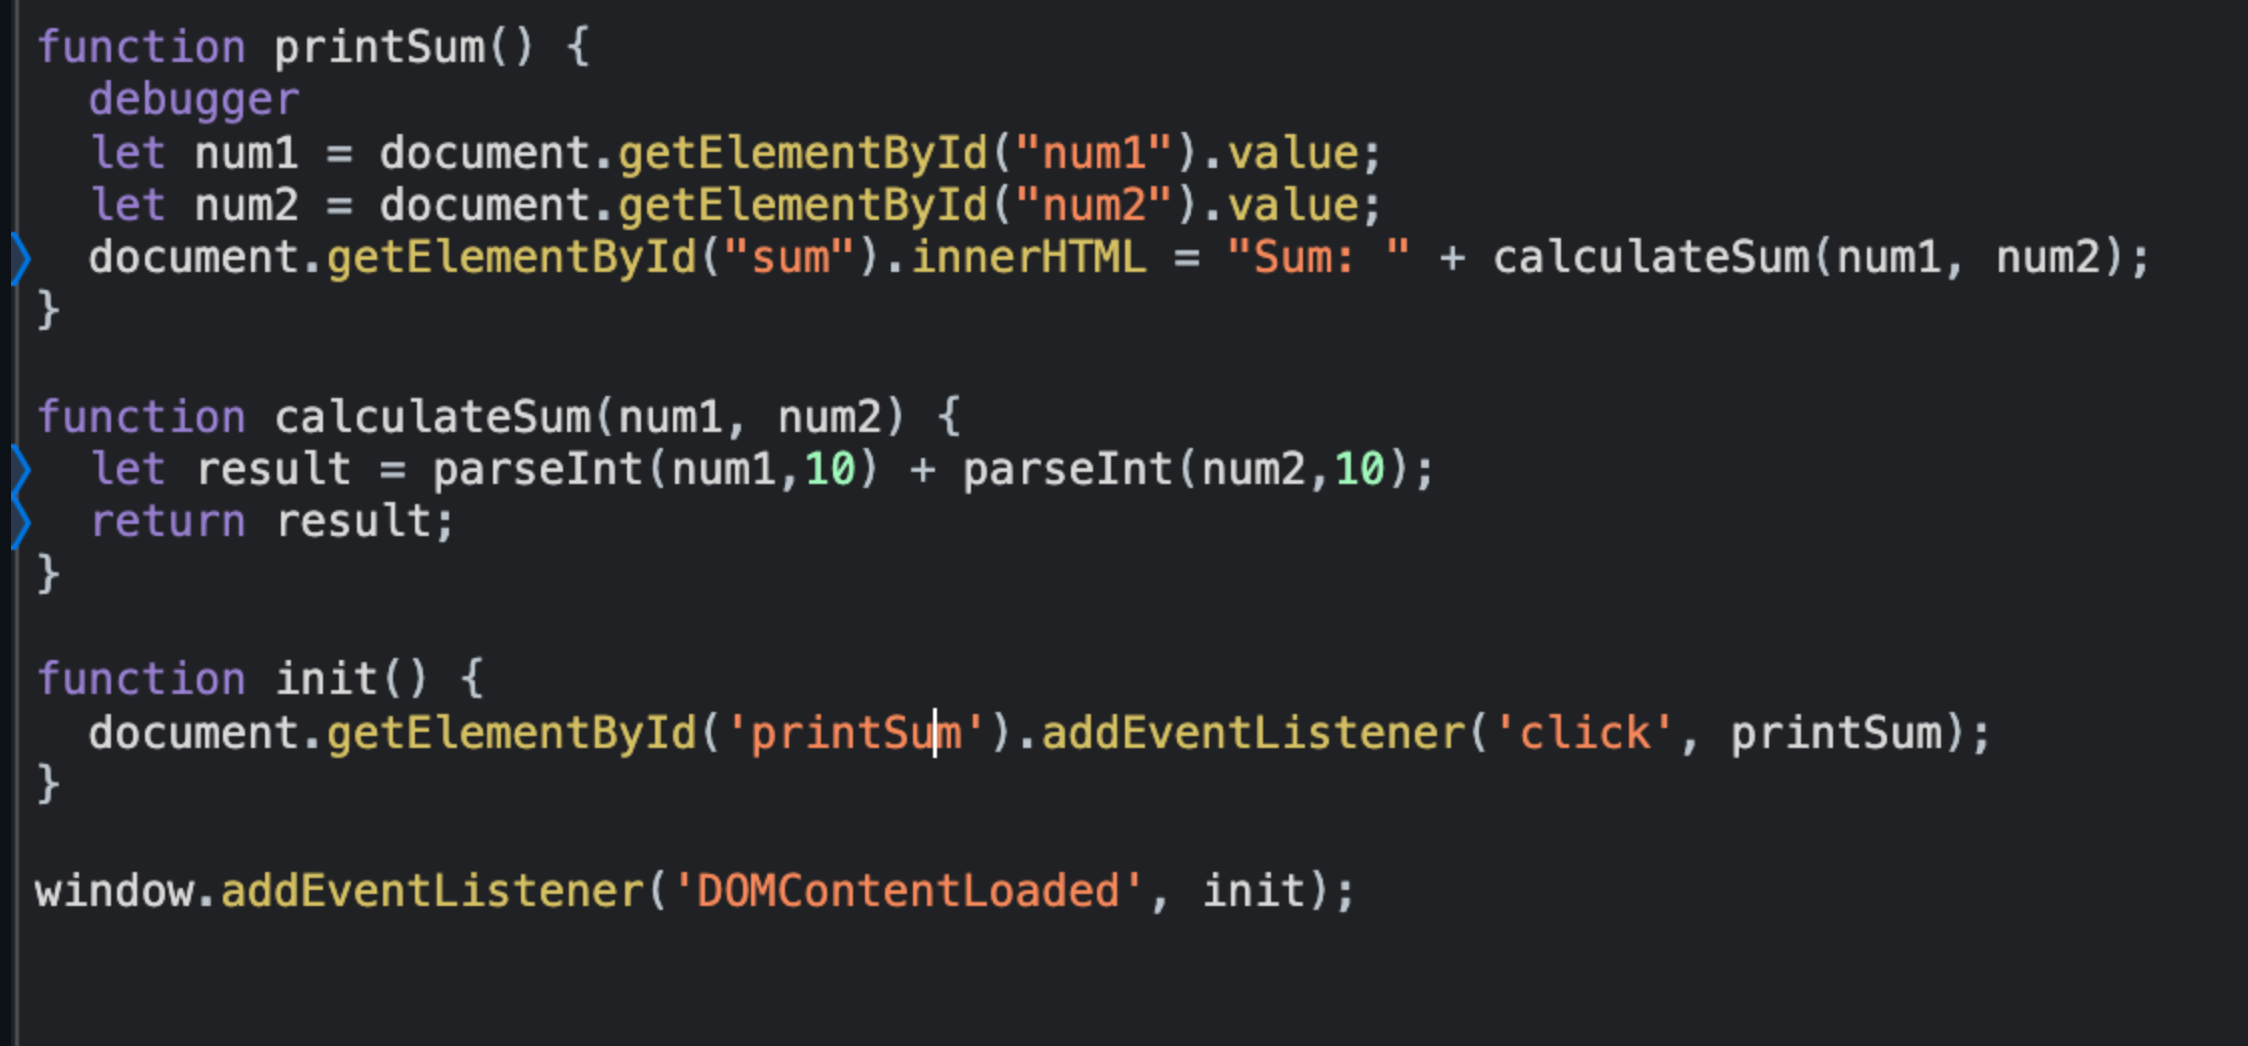 function printSum() {
  debugger
  let num1 = document.getElementById("num1").value;
  let num2 = document.getElementById("num2").value;
  document.getElementById("sum").innerHTML = "Sum: " + calculateSum(num1, num2);
}

function calculateSum(num1, num2) {
  let result = parseInt(num1,10) + parseInt(num2,10);
  return result;
}

function init() {
  document.getElementById('printSum').addEventListener('click', printSum);
}

window.addEventListener('DOMContentLoaded', init);